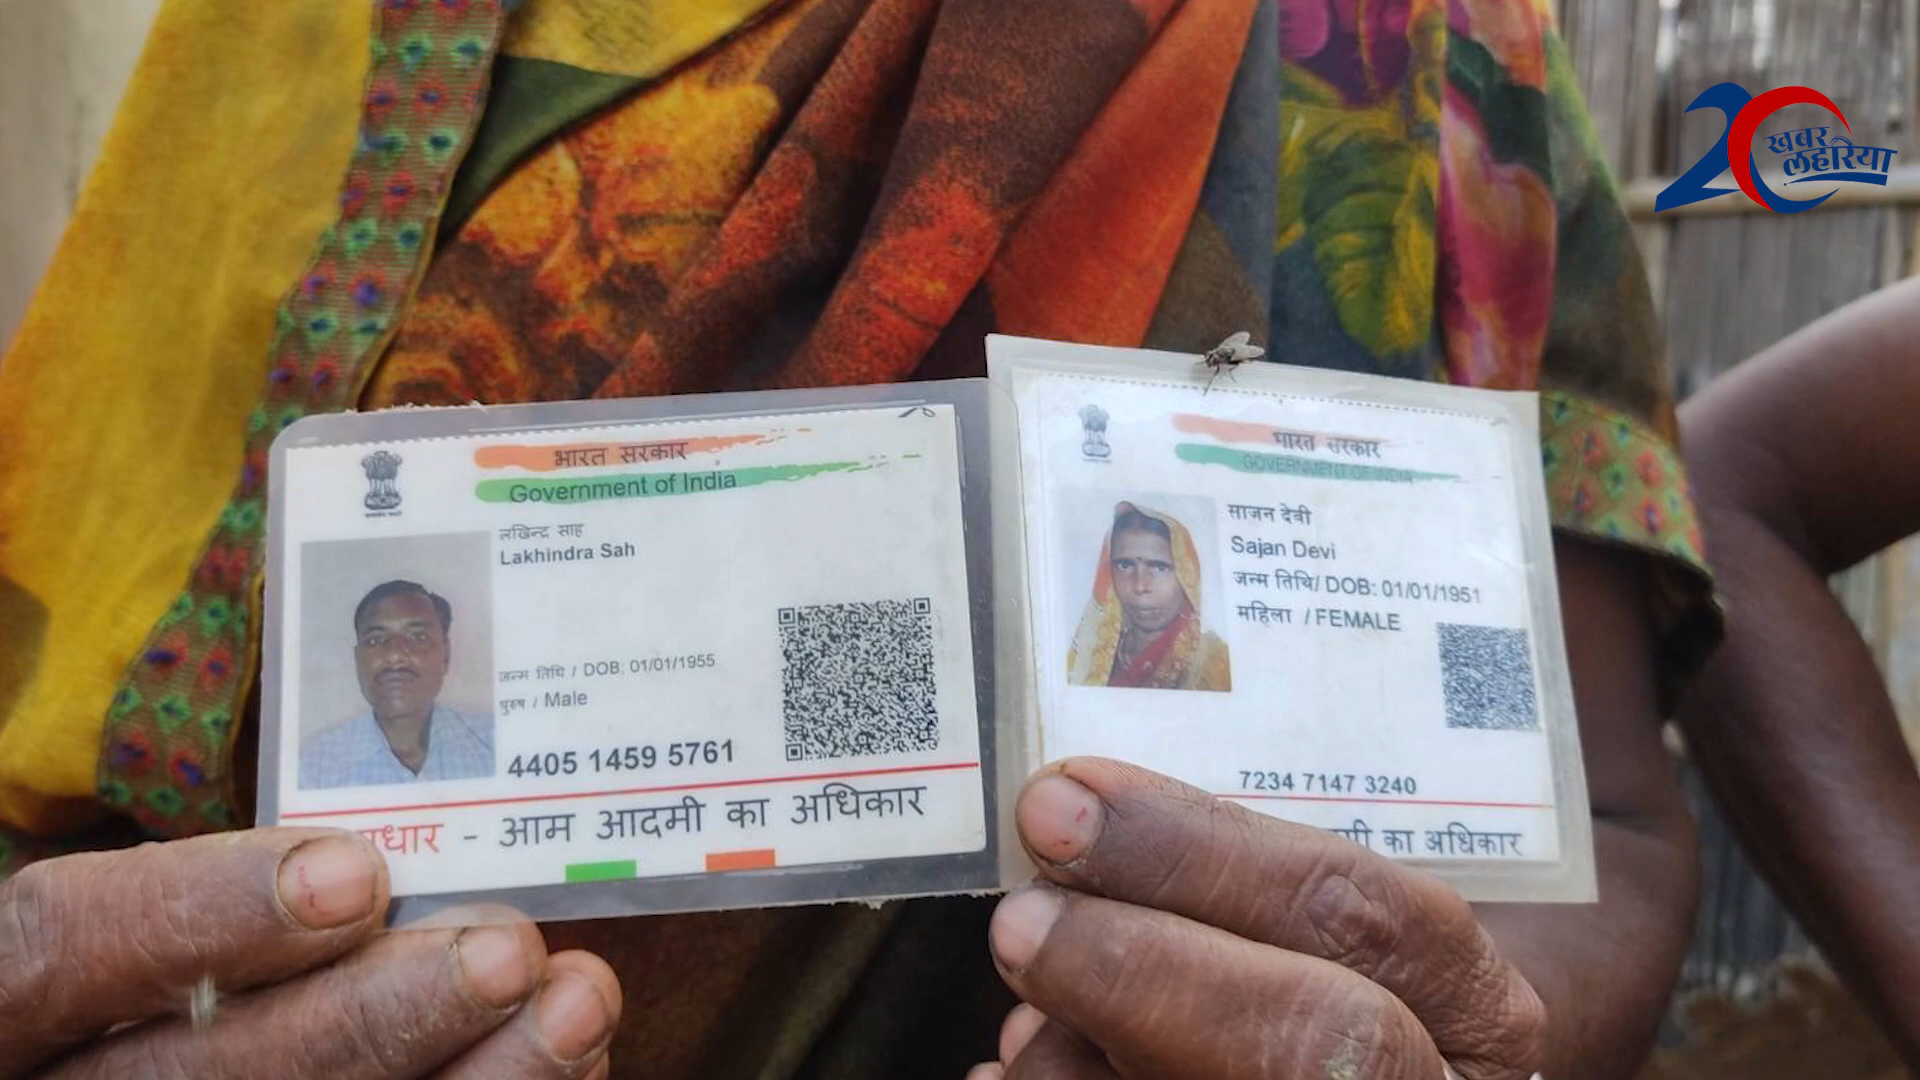 20
खबर
लहरिया
भारत सरकार
Government of India
लखिन्द्र साह
Lakhindra Sah
जन्म तिथि / DOB: 01/01/1955
पुरुष / Male
4405 1459 5761
धार - आम आदमी का अधिकार
भारत सरकार
GOVERNMENT OF INDIA
साजन देवी
Sajan Devi
जन्म तिथि/ DOB: 01/01/1951
महिला / FEMALE
7234 7147 3240
का अधिकार